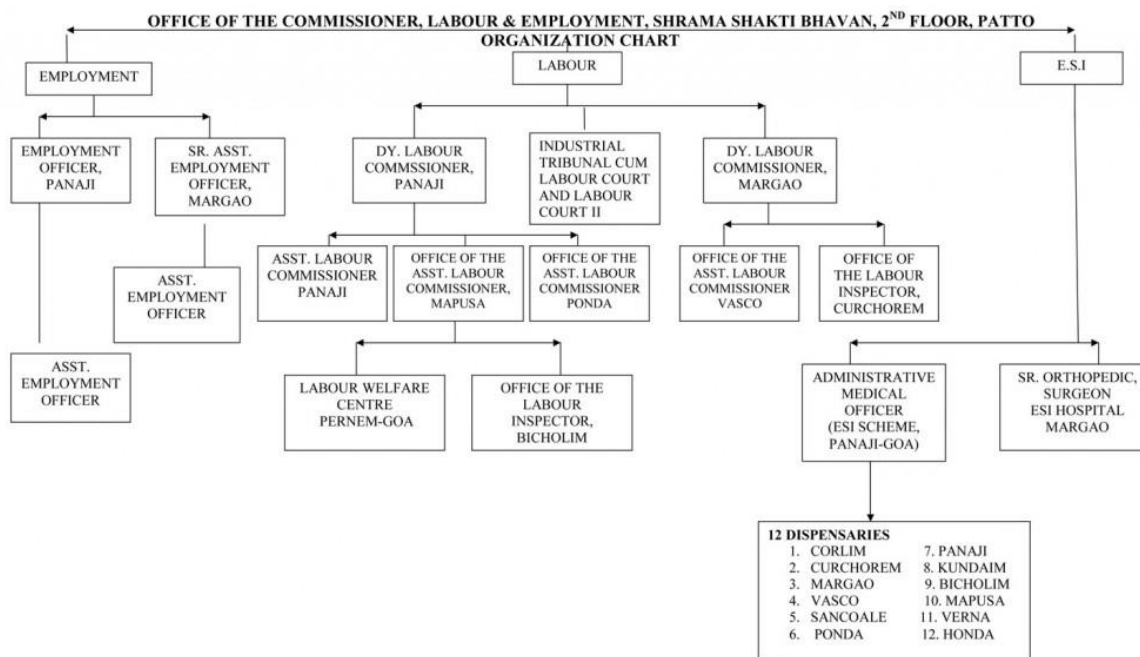 OFFICE OF THE COMMISSIONER, LABOUR & EMPLOYMENT, SHRAMA SHAKTI BHAVAN, 2ND FLOOR, PATTO
ORGANIZATION CHART
EMPLOYMENT
LABOUR
E.S.I
EMPLOYMENT
OFFICER,
PANAJI
SR. ASST.
EMPLOYMENT
OFFICER,
MARGAO
DY. LABOUR
COMMSSIONER,
PANAJI
INDUSTRIAL
TRIBUNAL CUM
LABOUR COURT
AND LABOUR
COURT II
DY. LABOUR
COMMISSIONER,
MARGAO
ASST. LABOUR
COMMISSIONER
PANAJI
OFFICE OF THE
ASST. LABOUR
COMMISSIONER,
MAPUSA
OFFICE OF THE
ASST. LABOUR
COMMISSIONER
PONDA
OFFICE OF THE
ASST. LABOUR
COMMISSIONER
VASCO
OFFICE OF
THE LABOUR
INSPECTOR,
CURCHOREM
ASST.
EMPLOYMENT
OFFICER
ASST.
EMPLOYMENT
OFFICER
LABOUR WELFARE
CENTRE
PERNEM-GOA
OFFICE OF THE
LABOUR
INSPECTOR,
BICHOLIM
ADMINISTRATIVE
MEDICAL
OFFICER
(ESI SCHEME,
PANAJI-GOA)
SR. ORTHOPEDIC,
SURGEON
ESI HOSPITAL
MARGAO
12 DISPENSARIES
1. CORLIM 7. PANAJI
2. CURCHOREM 8. KUNDAIM
3. MARGAO 9. BICHOLIM
4. VASCO 10. MAPUSA
5. SANCOALE 11. VERNA
6. PONDA 12. HONDA